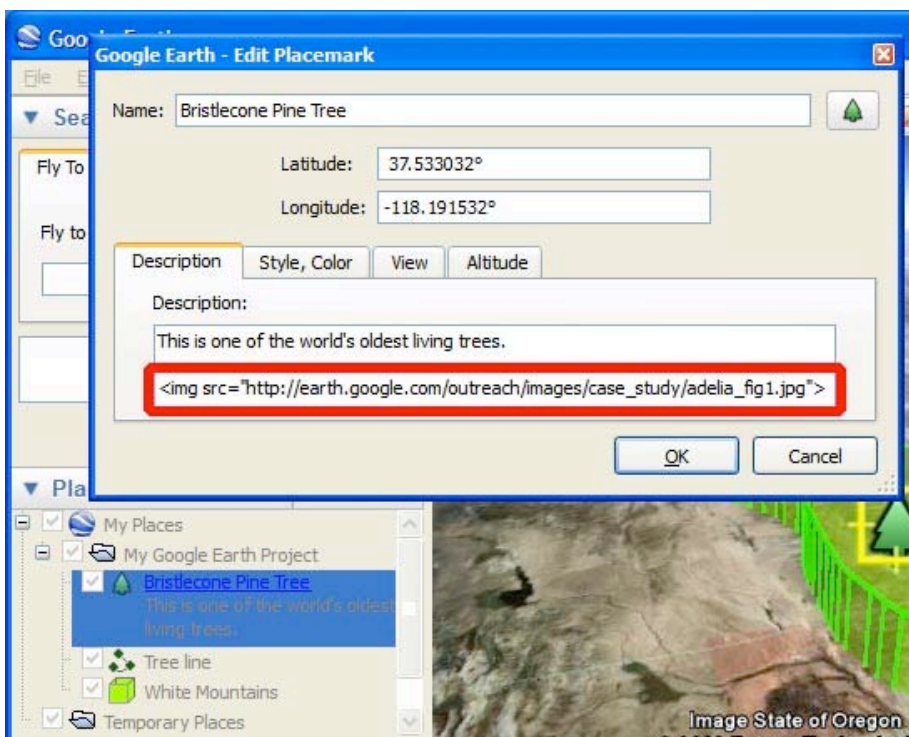 Goo
Google Earth - Edit Placemark
File E
Name: Bristlecone Pine Tree
Sea
Latitude: 37.533032°
Fly To
Longitude: -118.191532°
Fly to
Description Style, Color View Altitude
Description:
This is one of the world's oldest living trees.
<img src="http://earth.google.com/outreach/images/case_study/adelia_fig1.jpg">
OK Cancel
Pla
My Places
My Google Earth Project
Bristlecone Pine Tree
This is one of the world's oldest
living trees.
Tree line
White Mountains
Temporary Places
Image State of Oregon